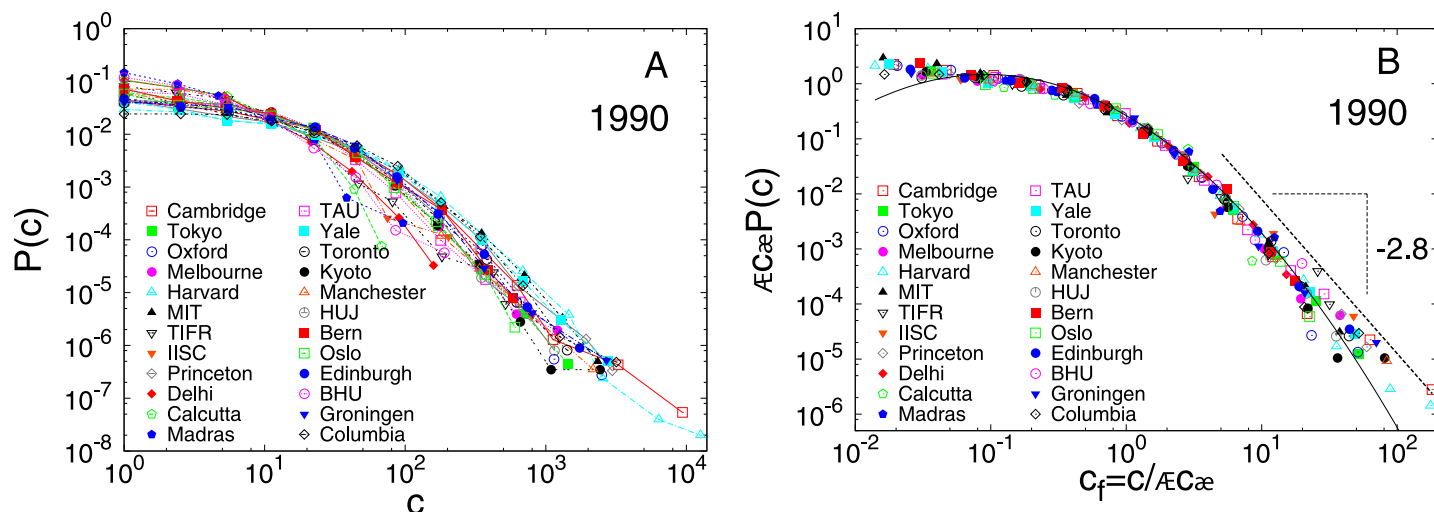 A
1990
P(c)
10^0
10^-1
10^-2
10^-3
10^-4
10^-5
10^-6
10^-7
10^-8
Cambridge TAU
Tokyo Yale
Oxford Toronto
Melbourne Kyoto
Harvard Manchester
MIT HUJ
TIFR Bern
IISC Oslo
Princeton Edinburgh
Delhi BHU
Calcutta Groningen
Madras Columbia
10^0 10^1 10^2 10^3 10^4
c
B
1990
ÆcæP(c)
10^1
10^0
10^-1
10^-2
10^-3
10^-4
10^-5
10^-6
-2.8
Cambridge TAU
Tokyo Yale
Oxford Toronto
Melbourne Kyoto
Harvard Manchester
MIT HUJ
TIFR Bern
IISC Oslo
Princeton Edinburgh
Delhi BHU
Calcutta Groningen
Madras Columbia
10^-2 10^-1 10^0 10^1 10^2
c_f=c/Æcæ